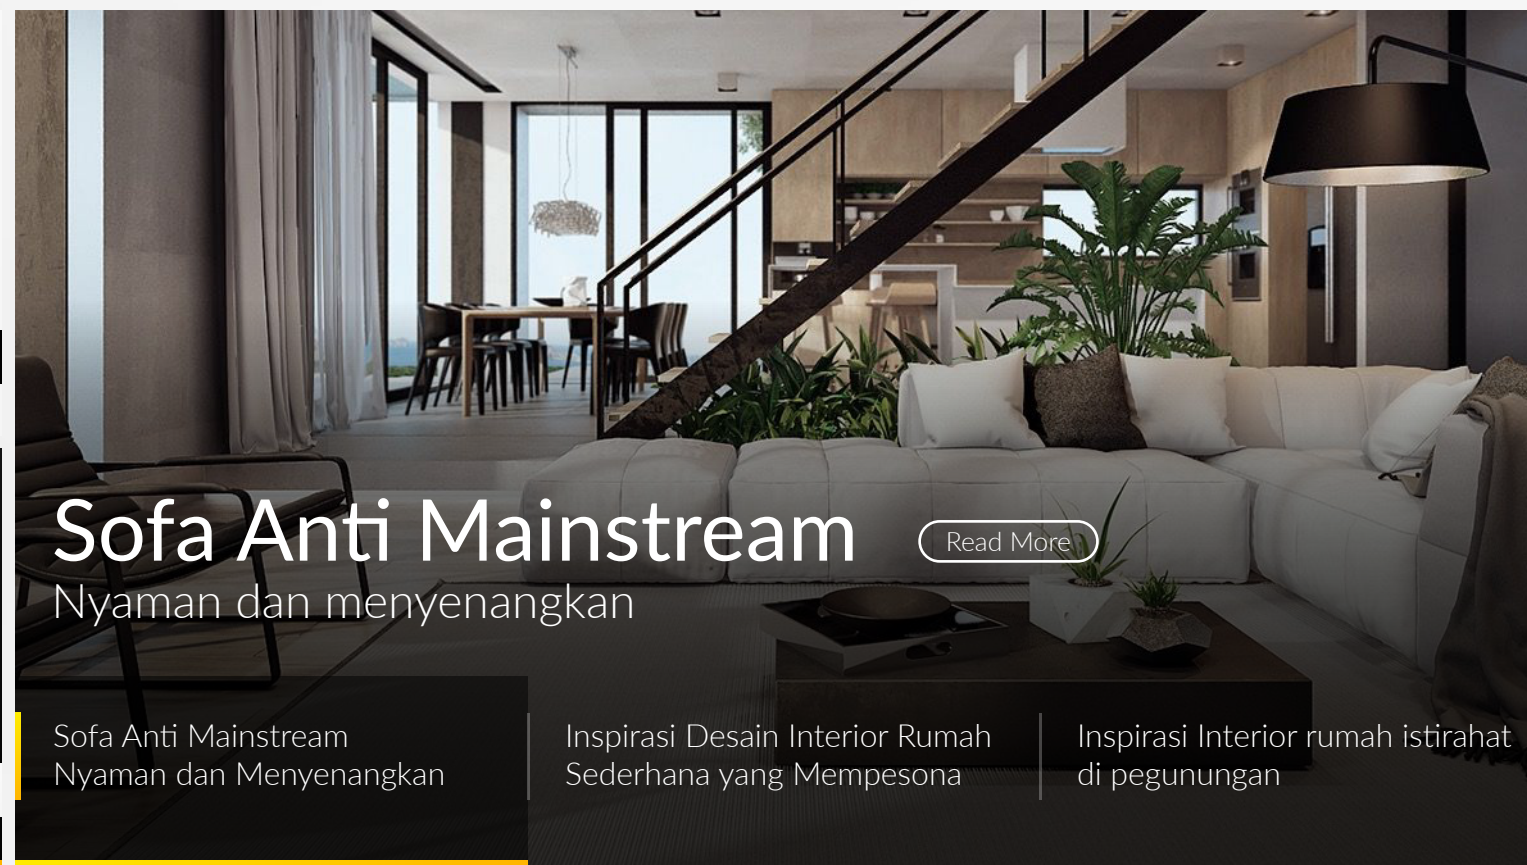 Sofa Anti Mainstream
Read More
Nyaman dan menyenangkan
Sofa Anti Mainstream
Nyaman dan Menyenangkan
Inspirasi Desain Interior Rumah
Sederhana yang Mempesona
Inspirasi Interior rumah istirahat
di pegunungan